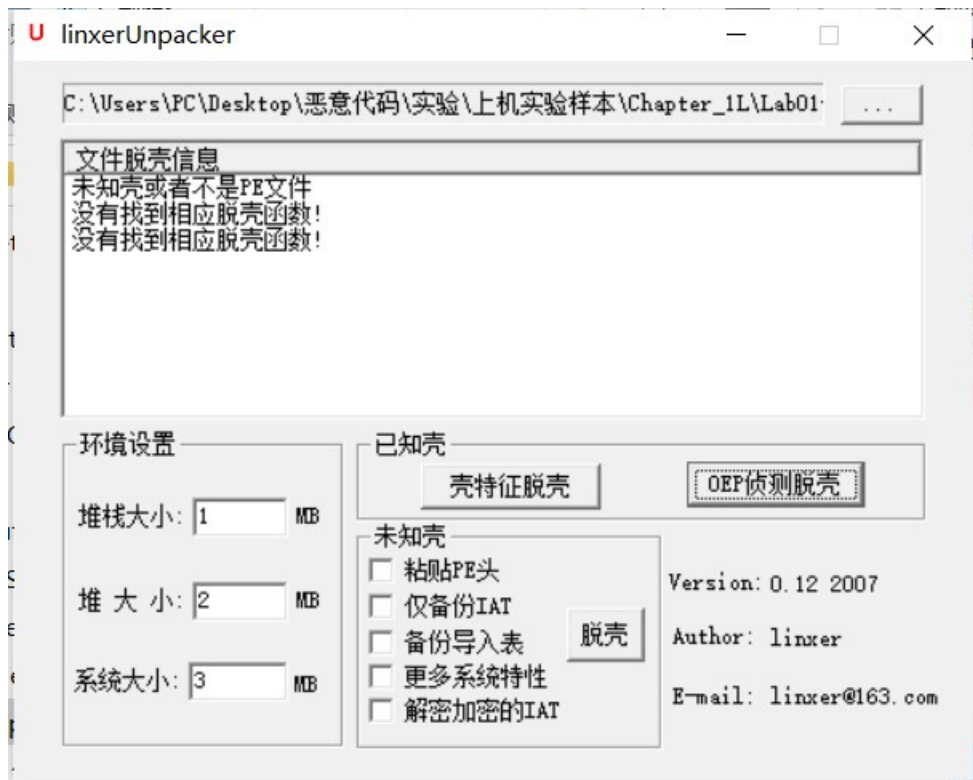 U linxerUnpacker
C:\Users\PC\Desktop\恶意代码\实验\上机实验样本\Chapter_1L\Lab01- ...
文件脱壳信息
未知壳或者不是PE文件
没有找到相应脱壳函数!
没有找到相应脱壳函数!
环境设置
堆栈大小: 1 MB
堆 大 小: 2 MB
系统大小: 3 MB
已知壳
壳特征脱壳
OEP侦测脱壳
未知壳
粘贴PE头
仅备份IAT
备份导入表
更多系统特性
解密加密的IAT
脱壳
Version: 0.12 2007
Author: linxer
E-mail: linxer@163.com